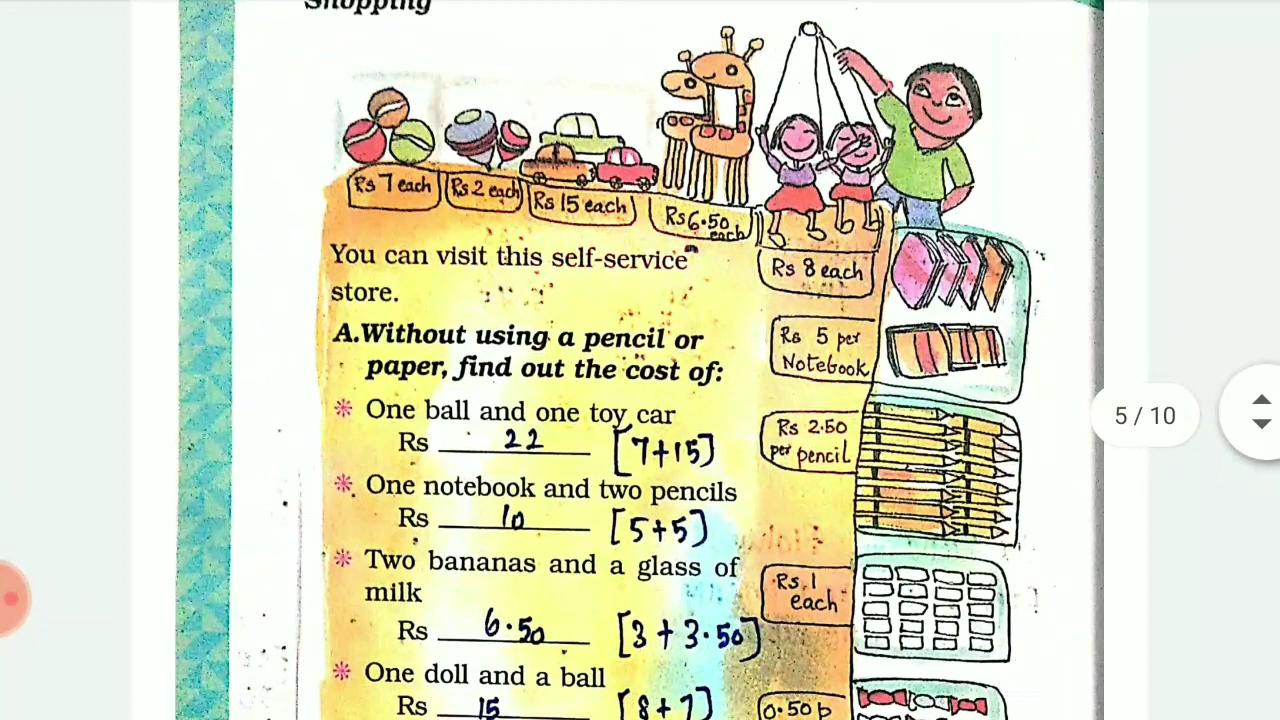 Shopping
Rs 7 each
Rs 2 each
Rs 15 each
Rs 6.50 each
Rs 8 each
You can visit this self-service
store.
A.Without using a pencil or
paper, find out the cost of:
Rs 5 per
Notebook
* One ball and one toy car
Rs 22 [7+15]
Rs 2.50
per pencil
* One notebook and two pencils
Rs 10 [5+5]
* Two bananas and a glass of
milk
Rs 6.50 [3 + 3.50]
Rs. 1
each
* One doll and a ball
Rs 15 [8+7]
0.50 p
5 / 10